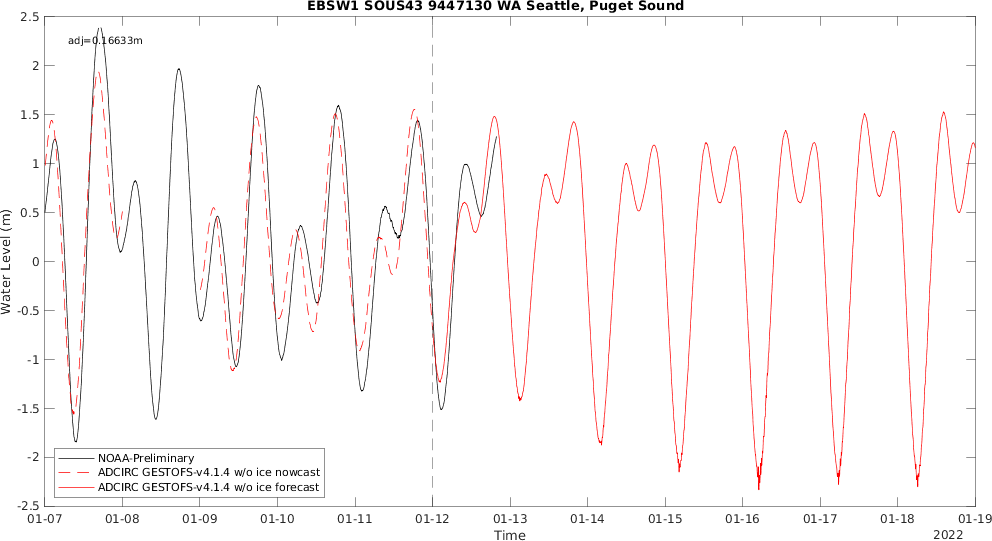 EBSW1 SOUS43 9447130 WA Seattle, Puget Sound
adj=0.16633m
2.5
2
1.5
1
0.5
0
-0.5
-1
-1.5
-2
-2.5
Water Level (m)
NOAA-Preliminary
ADCIRC GESTOFS-v4.1.4 w/o ice nowcast
ADCIRC GESTOFS-v4.1.4 w/o ice forecast
01-07 01-08 01-09 01-10 01-11 01-12 01-13 01-14 01-15 01-16 01-17 01-18 01-19
Time
2022